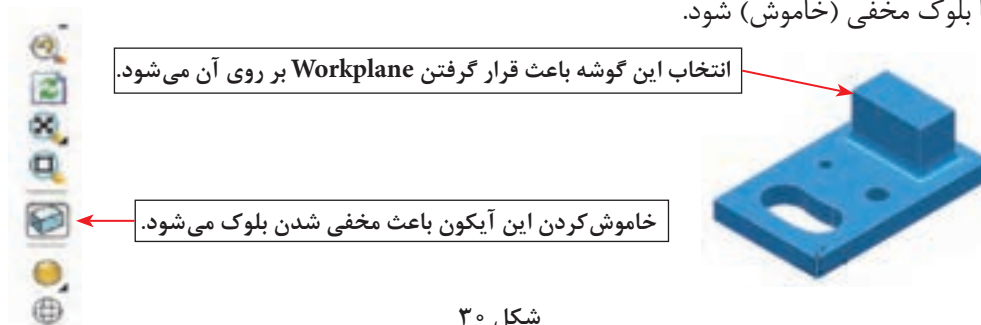 بلوک مخفی (خاموش) شود.
انتخاب این گوشه باعث قرار گرفتن Workplane بر روی آن می‌شود.
خاموش‌کردن این آیکون باعث مخفی شدن بلوک می‌شود.
شکل ۳۰